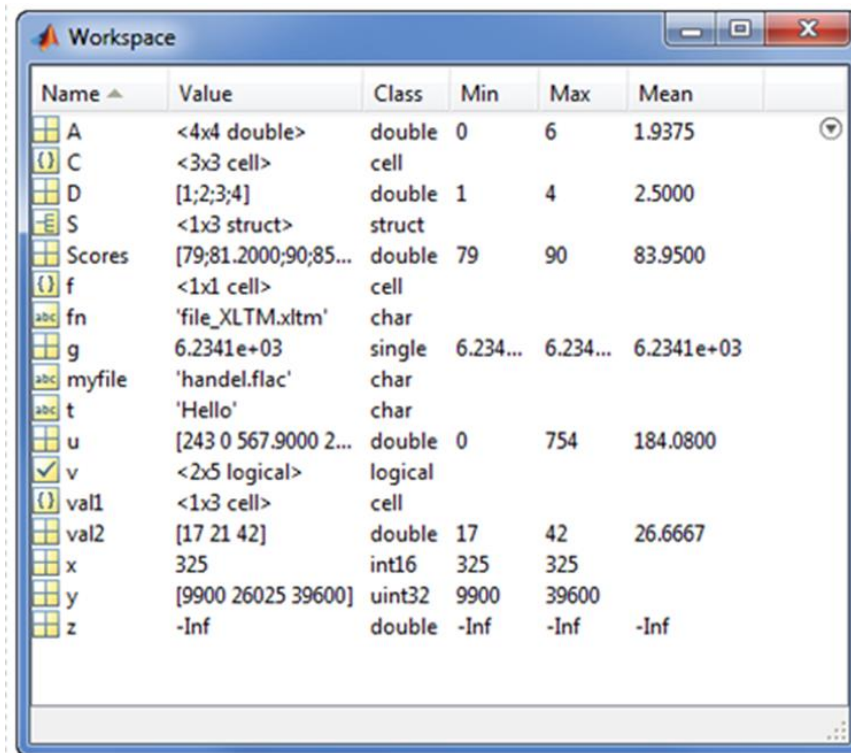 Workspace
Name Value Class Min Max Mean
A <4x4 double> double 0 6 1.9375
{} C <3x3 cell> cell
D [1;2;3;4] double 1 4 2.5000
S <1x3 struct> struct
Scores [79;81.2000;90;85... double 79 90 83.9500
{} f <1x1 cell> cell
abc fn 'file_XLTM.xltm' char
g 6.2341e+03 single 6.234... 6.234... 6.2341e+03
abc myfile 'handel.flac' char
abc t 'Hello' char
u [243 0 567.9000 2... double 0 754 184.0800
v <2x5 logical> logical
{} val1 <1x3 cell> cell
val2 [17 21 42] double 17 42 26.6667
x 325 int16 325 325
y [9900 26025 39600] uint32 9900 39600
z -Inf double -Inf -Inf -Inf